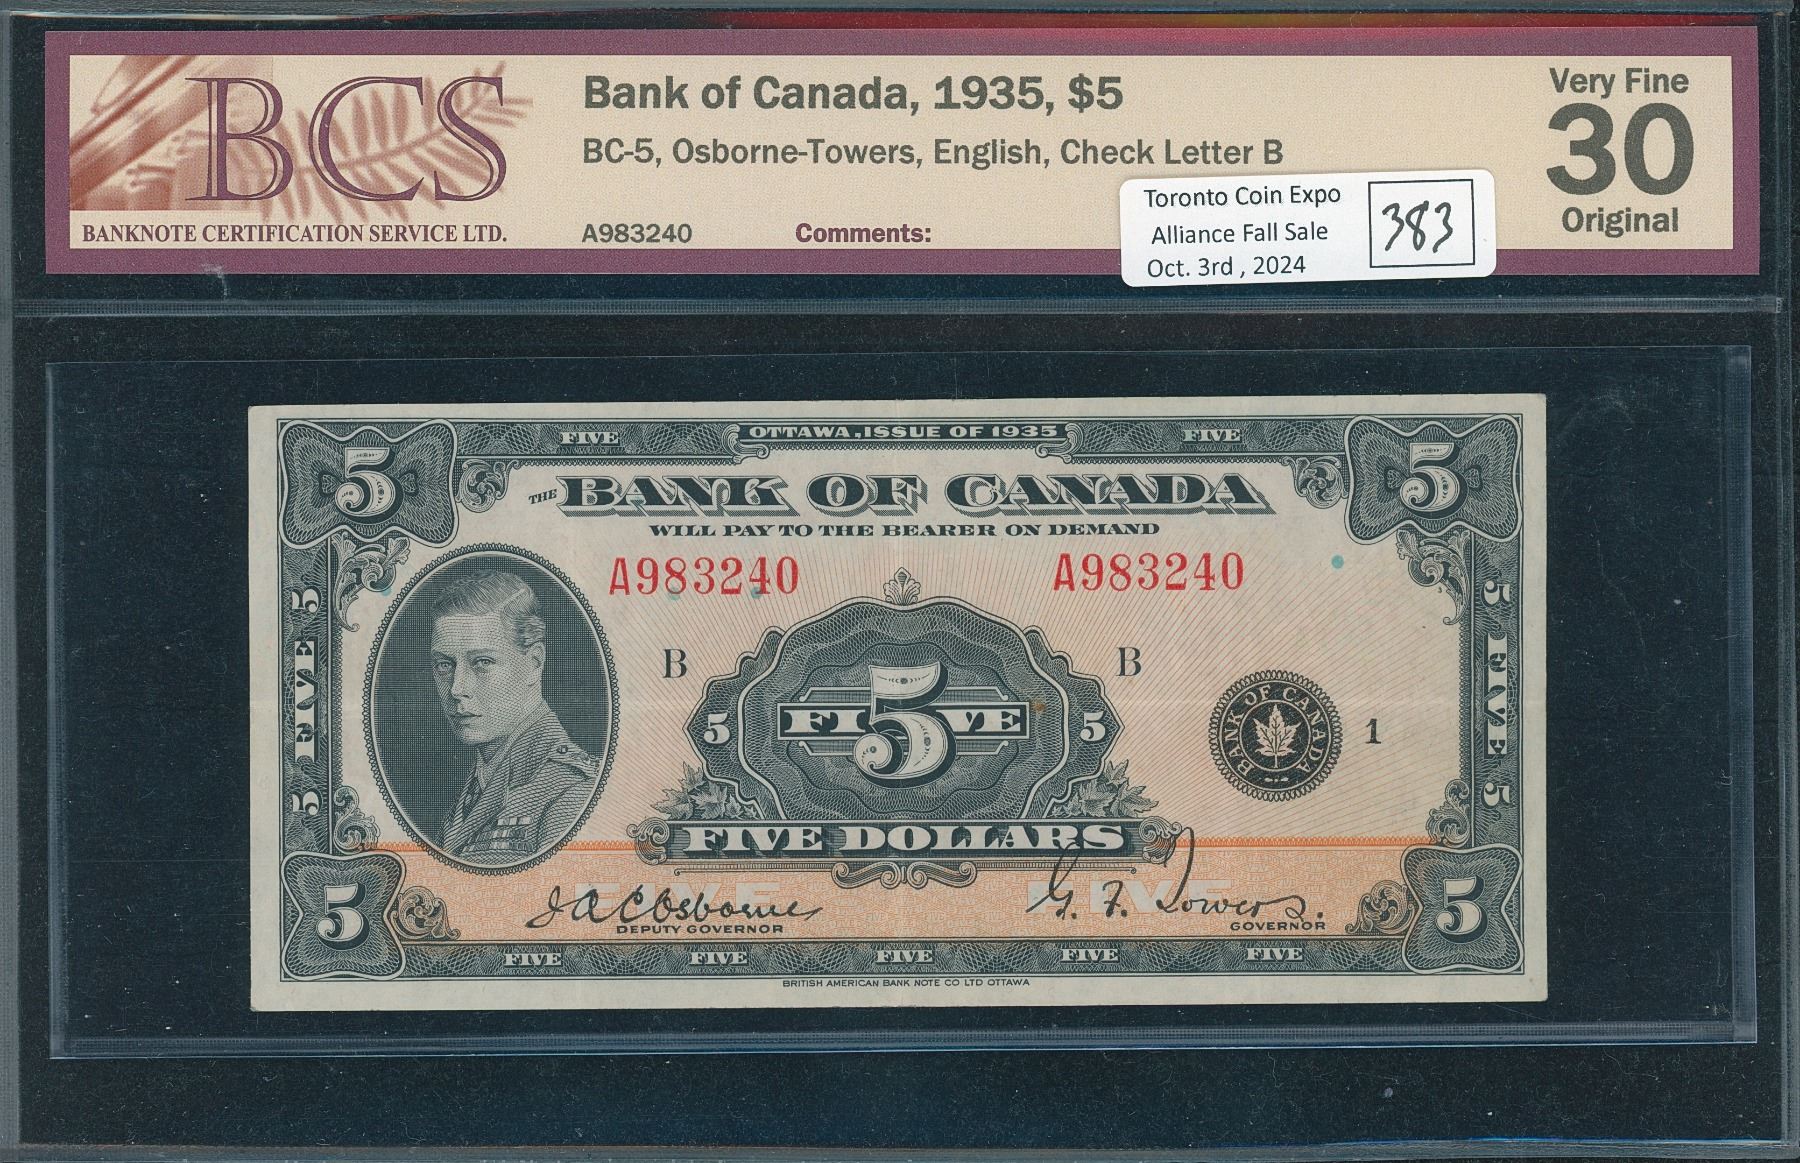 BCS
BANKNOTE CERTIFICATION SERVICE LTD.
Bank of Canada, 1935, $5
BC-5, Osborne-Towers, English, Check Letter B
A983240 Comments:
Very Fine
30
Original
Toronto Coin Expo
Alliance Fall Sale
Oct. 3rd , 2024
383
5 FIVE OTTAWA, ISSUE OF 1935 FIVE 5
THE BANK OF CANADA
WILL PAY TO THE BEARER ON DEMAND
A983240 A983240
B B
5 FIVE 5
5 FIVE 5
5 FI5VE 5
BANK OF CANADA
1
FIVE DOLLARS
FIVE FIVE
J A C Osborne G. F. Towers.
DEPUTY GOVERNOR GOVERNOR
5 FIVE FIVE FIVE FIVE FIVE 5
BRITISH AMERICAN BANK NOTE CO LTD OTTAWA